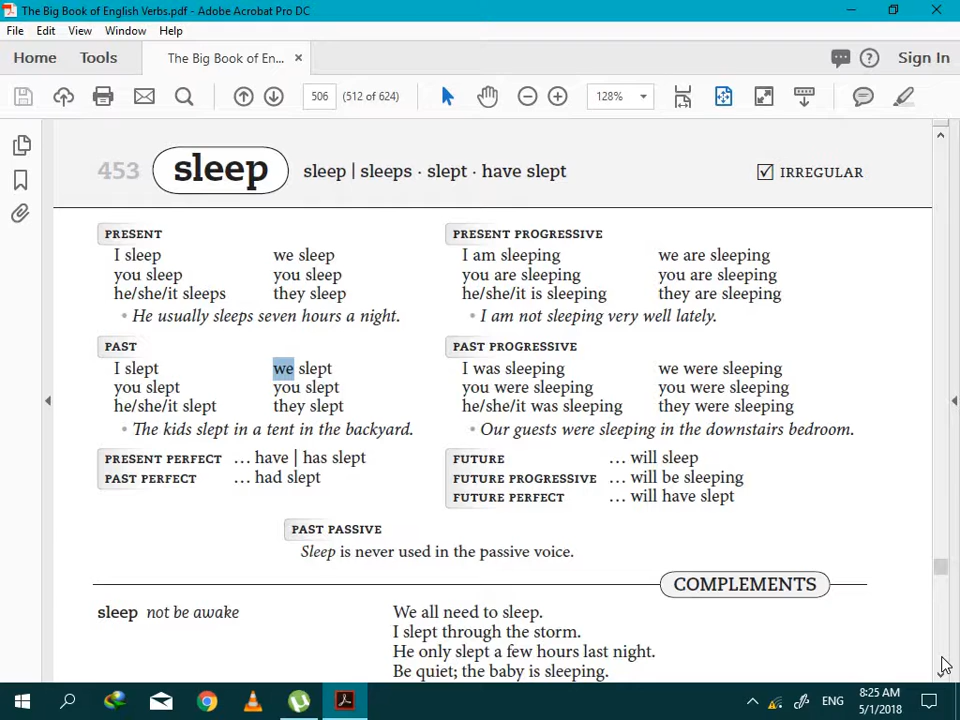 The Big Book of English Verbs.pdf - Adobe Acrobat Pro DC
File Edit View Window Help
Home Tools The Big Book of En... × Sign In
506 (512 of 624) 128%
453 sleep sleep | sleeps · slept · have slept ☑ IRREGULAR
PRESENT PRESENT PROGRESSIVE
I sleep we sleep I am sleeping we are sleeping
you sleep you sleep you are sleeping you are sleeping
he/she/it sleeps they sleep he/she/it is sleeping they are sleeping
• He usually sleeps seven hours a night. • I am not sleeping very well lately.
PAST PAST PROGRESSIVE
I slept we slept I was sleeping we were sleeping
you slept you slept you were sleeping you were sleeping
he/she/it slept they slept he/she/it was sleeping they were sleeping
• The kids slept in a tent in the backyard. • Our guests were sleeping in the downstairs bedroom.
PRESENT PERFECT … have | has slept FUTURE … will sleep
PAST PERFECT … had slept FUTURE PROGRESSIVE … will be sleeping
FUTURE PERFECT … will have slept
PAST PASSIVE
Sleep is never used in the passive voice.
COMPLEMENTS
sleep not be awake We all need to sleep.
I slept through the storm.
He only slept a few hours last night.
Be quiet; the baby is sleeping.
ENG 8:25 AM
5/1/2018